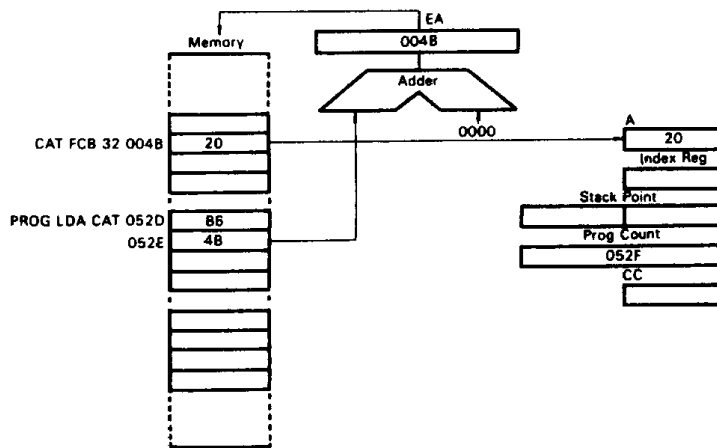 EA
Memory
004B
Adder
CAT FCB 32 004B
20
0000
A
20
Index Reg
Stack Point
PROG LDA CAT 052D
B6
052E
4B
Prog Count
052F
CC